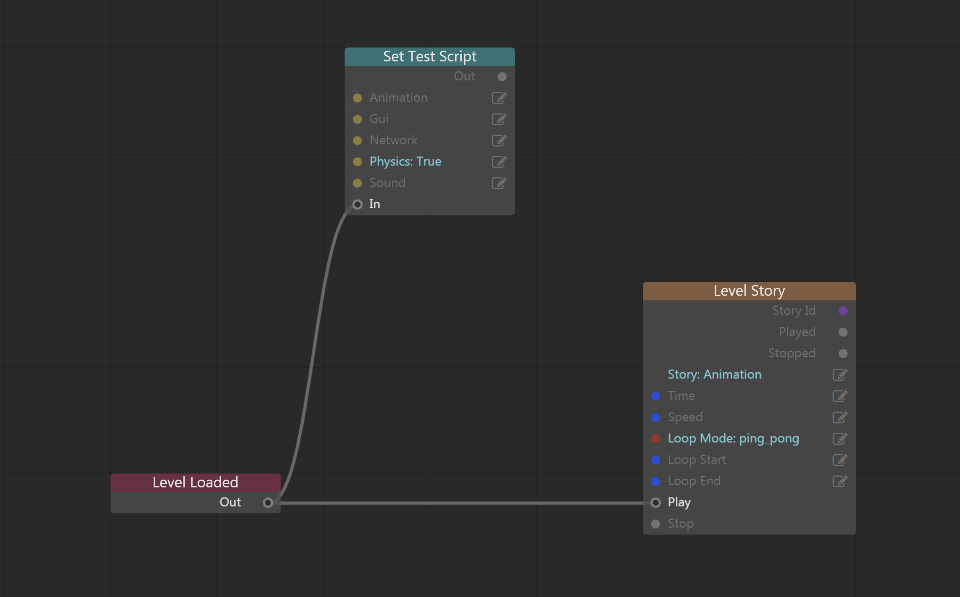 Set Test Script
Out
Animation
Gui
Network
Physics: True
Sound
In
Level Story
Story Id
Played
Stopped
Story: Animation
Time
Speed
Loop Mode: ping_pong
Loop Start
Loop End
Play
Stop
Level Loaded
Out